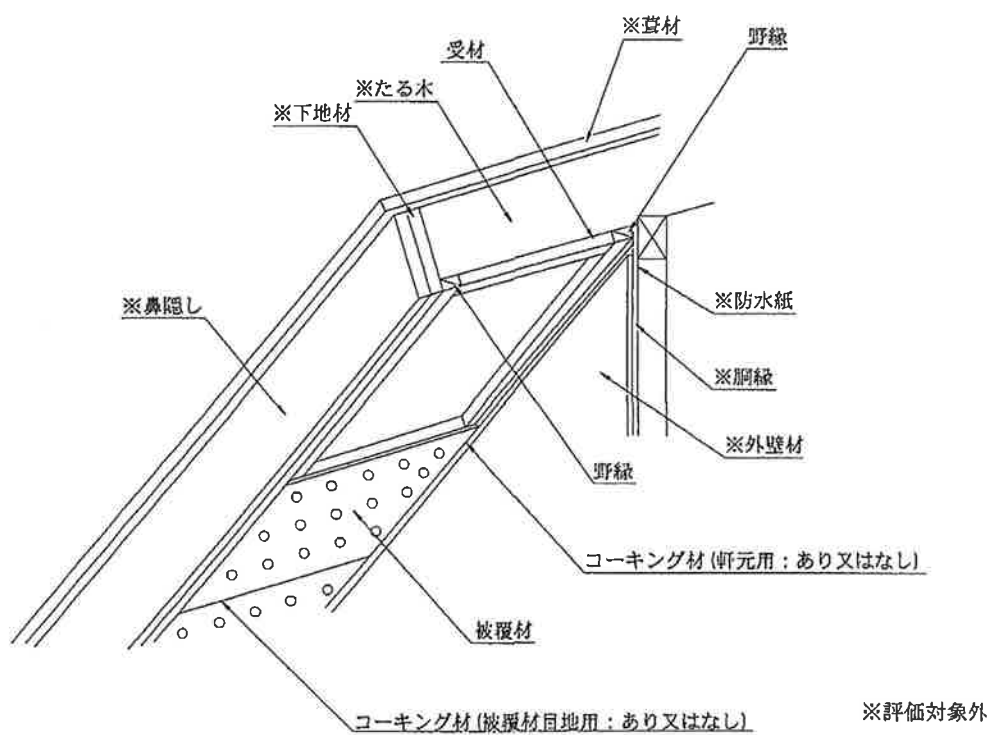 ※葺材
野縁
受材
※たる木
※下地材
※鼻隠し
※防水紙
※胴縁
※外壁材
野縁
コーキング材(軒元用：あり又はなし)
被覆材
コーキング材(被覆材目地用：あり又はなし)
※評価対象外